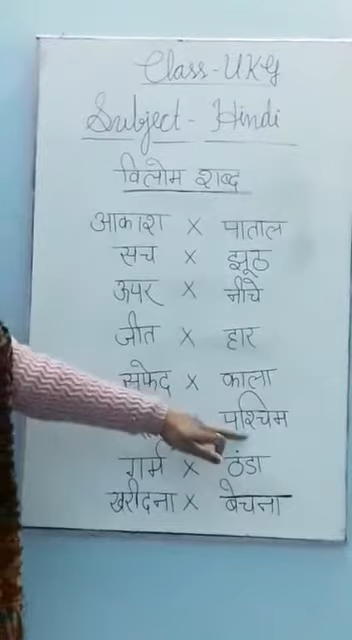 Class-UKG
Subject- Hindi
विलोम शब्द
आकाश X पाताल
सच X झूठ
ऊपर X नीचे
जीत X हार
सफेद X काला
पश्चिम
गर्म X ठंडा
खरीदना X बेचना